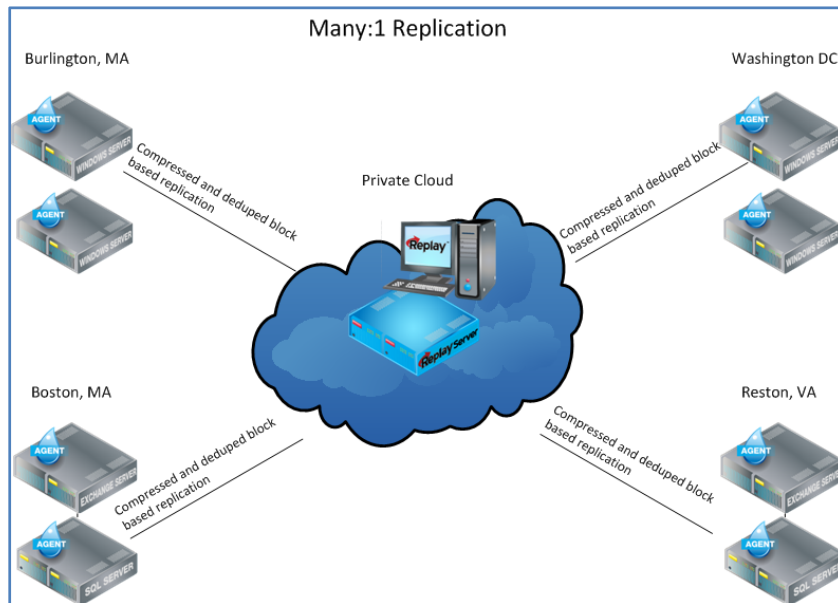 Many:1 Replication
Burlington, MA
Washington DC
AGENT
WINDOWS SERVER
AGENT
WINDOWS SERVER
Compressed and deduped block
based replication
Private Cloud
Replay
Replay Server
AGENT
WINDOWS SERVER
AGENT
WINDOWS SERVER
Compressed and deduped block
based replication
Boston, MA
Reston, VA
AGENT
EXCHANGE SERVER
AGENT
SQL SERVER
Compressed and deduped block
based replication
AGENT
EXCHANGE SERVER
AGENT
SQL SERVER
Compressed and deduped block
based replication